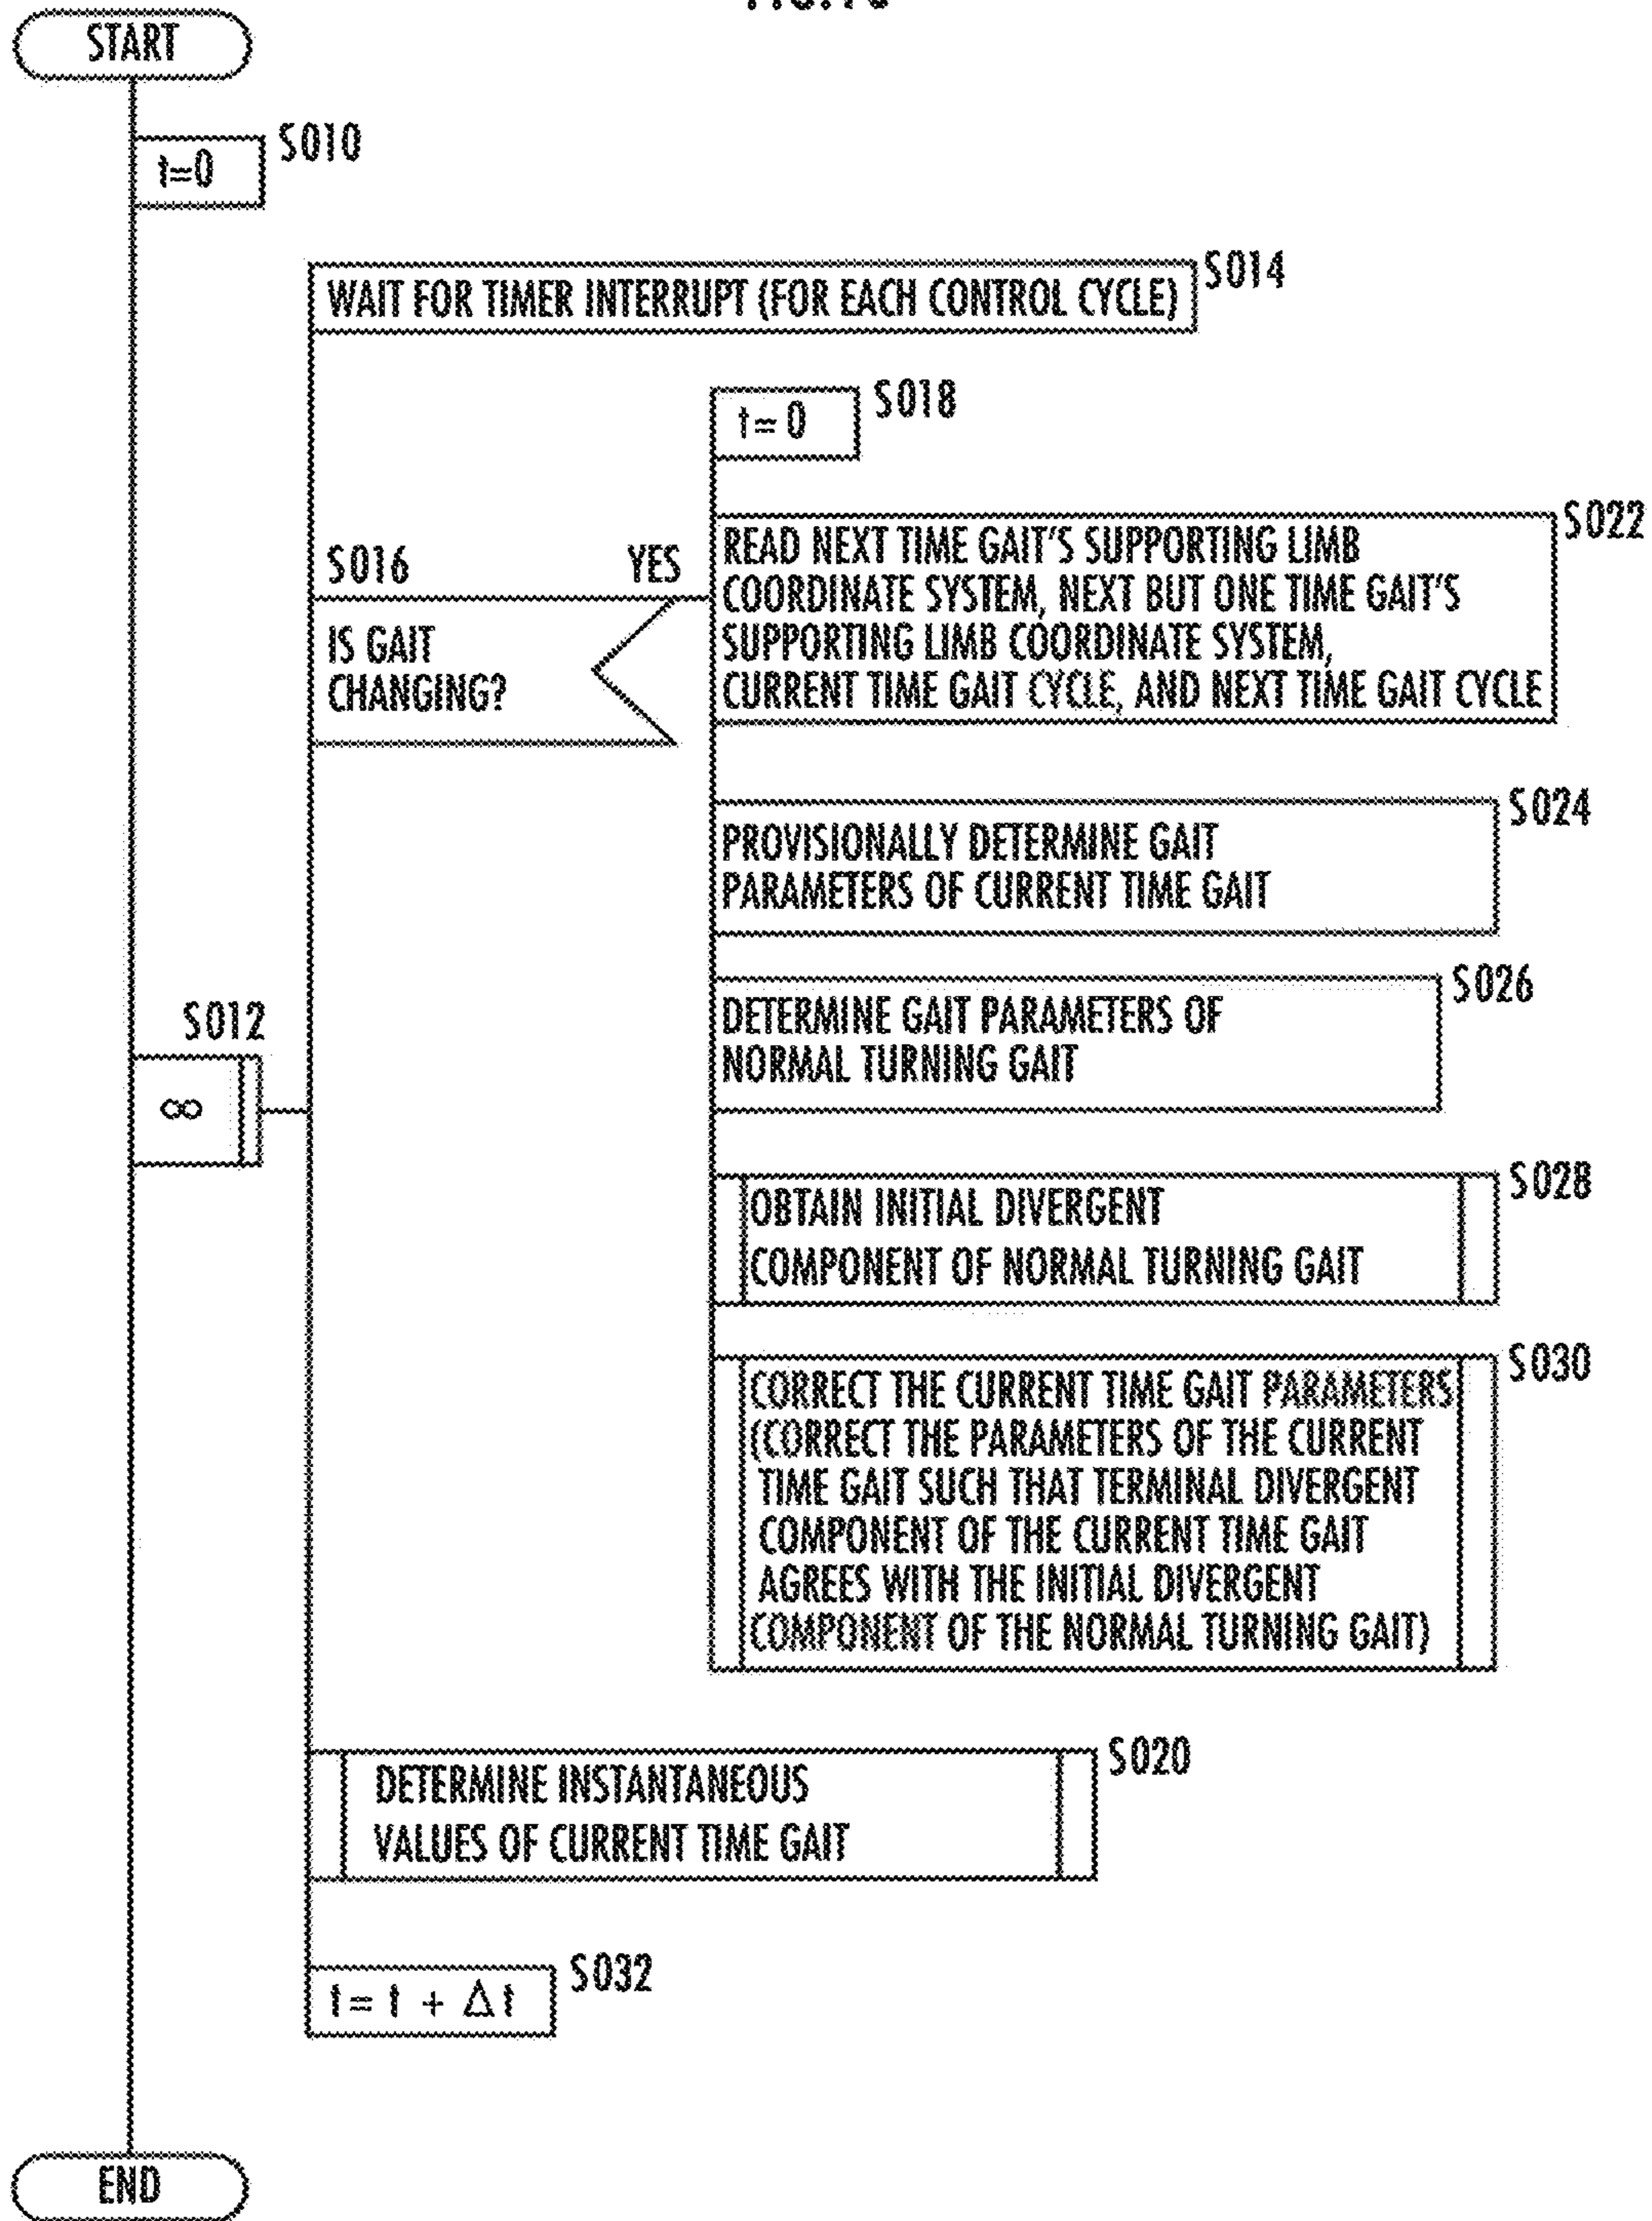 START
S010
t=0
S014
WAIT FOR TIMER INTERRUPT (FOR EACH CONTROL CYCLE)
S018
t= 0
S016
YES
IS GAIT
CHANGING?
S022
READ NEXT TIME GAIT'S SUPPORTING LIMB
COORDINATE SYSTEM, NEXT BUT ONE TIME GAIT'S
SUPPORTING LIMB COORDINATE SYSTEM,
CURRENT TIME GAIT CYCLE, AND NEXT TIME GAIT CYCLE
S024
PROVISIONALLY DETERMINE GAIT
PARAMETERS OF CURRENT TIME GAIT
S012
∞
S026
DETERMINE GAIT PARAMETERS OF
NORMAL TURNING GAIT
S028
OBTAIN INITIAL DIVERGENT
COMPONENT OF NORMAL TURNING GAIT
S030
CORRECT THE CURRENT TIME GAIT PARAMETERS
(CORRECT THE PARAMETERS OF THE CURRENT
TIME GAIT SUCH THAT TERMINAL DIVERGENT
COMPONENT OF THE CURRENT TIME GAIT
AGREES WITH THE INITIAL DIVERGENT
COMPONENT OF THE NORMAL TURNING GAIT)
S020
DETERMINE INSTANTANEOUS
VALUES OF CURRENT TIME GAIT
S032
t= t + Δt
END